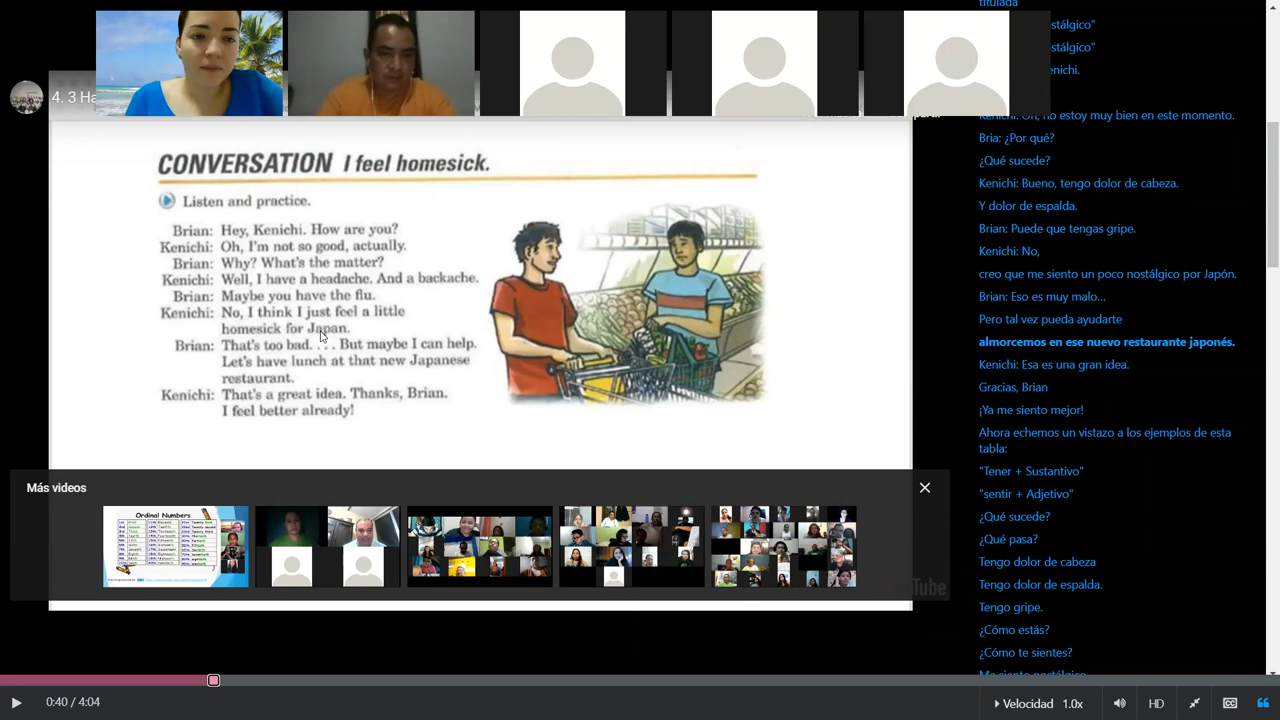 titulada
stálgico"
stálgico"
enichi.
4. 3 Ha
Kenichi: Oh, no estoy muy bien en este momento.
Bria: ¿Por qué?
¿Qué sucede?
Kenichi: Bueno, tengo dolor de cabeza.
Y dolor de espalda.
Brian: Puede que tengas gripe.
Kenichi: No,
creo que me siento un poco nostálgico por Japón.
Brian: Eso es muy malo...
Pero tal vez pueda ayudarte
almorcemos en ese nuevo restaurante japonés.
Kenichi: Esa es una gran idea.
Gracias, Brian
¡Ya me siento mejor!
Ahora echemos un vistazo a los ejemplos de esta
tabla:
"Tener + Sustantivo"
"sentir + Adjetivo"
¿Qué sucede?
¿Qué pasa?
Tengo dolor de cabeza
Tengo dolor de espalda.
Tengo gripe.
¿Cómo estás?
¿Cómo te sientes?
Me siento nostálgico
CONVERSATION I feel homesick.
Listen and practice.
Brian: Hey, Kenichi. How are you?
Kenichi: Oh, I'm not so good, actually.
Brian: Why? What's the matter?
Kenichi: Well, I have a headache. And a backache.
Brian: Maybe you have the flu.
Kenichi: No, I think I just feel a little
homesick for Japan.
Brian: That's too bad. . . . But maybe I can help.
Let's have lunch at that new Japanese
restaurant.
Kenichi: That's a great idea. Thanks, Brian.
I feel better already!
Más videos
Ordinal Numbers
Tube
0:40 / 4:04
Velocidad 1.0x
HD
CC